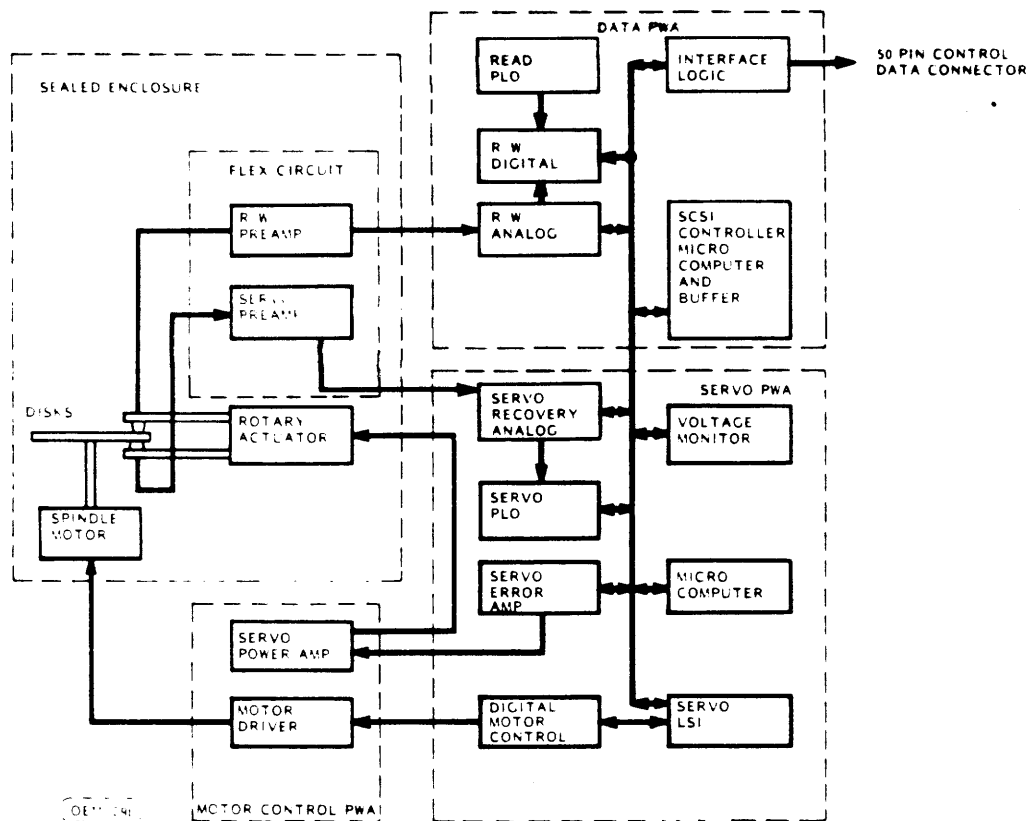 DATA PWA
READ
PLO
INTERFACE
LOGIC
50 PIN CONTROL
DATA CONNECTOR
SEALED ENCLOSURE
R/W
DIGITAL
FLEX CIRCUIT
R/W
PREAMP
R/W
ANALOG
SCSI
CONTROLLER
MICRO
COMPUTER
AND
BUFFER
SERVO
PREAMP
SERVO PWA
DISKS
ROTARY
ACTUATOR
SERVO
RECOVERY
ANALOG
VOLTAGE
MONITOR
SERVO
PLO
SPINDLE
MOTOR
SERVO
ERROR
AMP
MICRO
COMPUTER
SERVO
POWER AMP
MOTOR
DRIVER
DIGITAL
MOTOR
CONTROL
SERVO
LSI
MOTOR CONTROL PWA